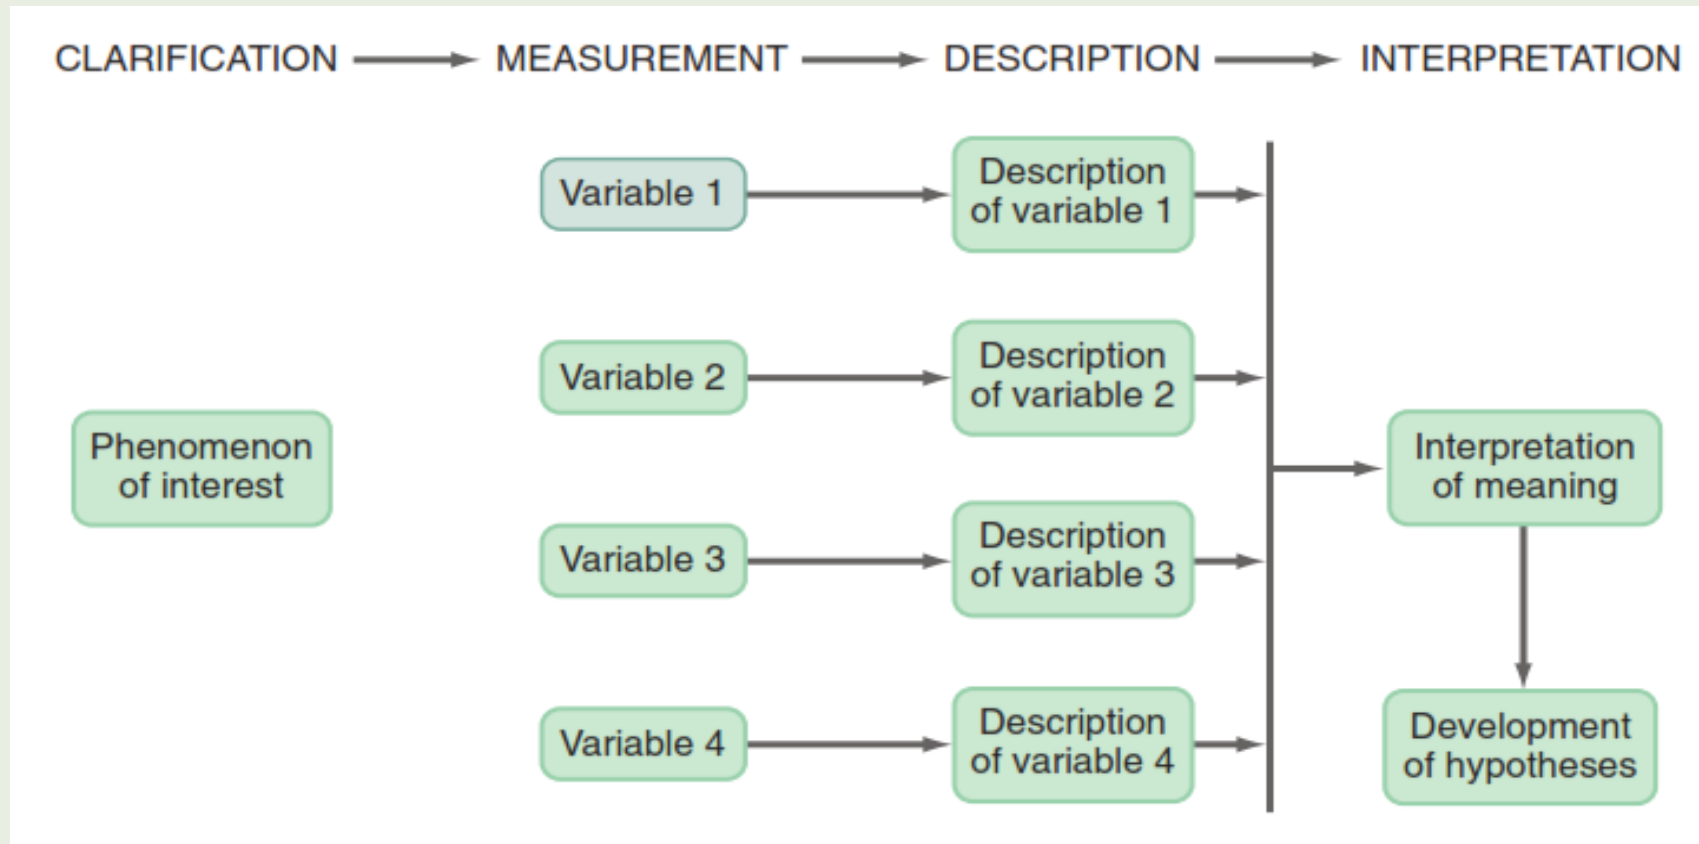 CLARIFICATION MEASUREMENT DESCRIPTION INTERPRETATION
Variable 1
Description
of variable 1
Variable 2
Description
of variable 2
Phenomenon
of interest
Interpretation
of meaning
Variable 3
Description
of variable 3
Variable 4
Description
of variable 4
Development
of hypotheses